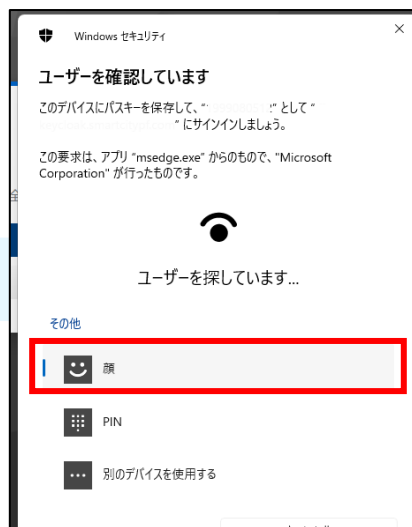 Windows セキュリティ
ユーザーを確認しています
このデバイスにパスキーを保存して、"
" として "
" にサインインしましょう。
この要求は、アプリ "msedge.exe" からのもので、"Microsoft
Corporation" が行ったものです。
ユーザーを探しています...
その他
顔
PIN
別のデバイスを使用する